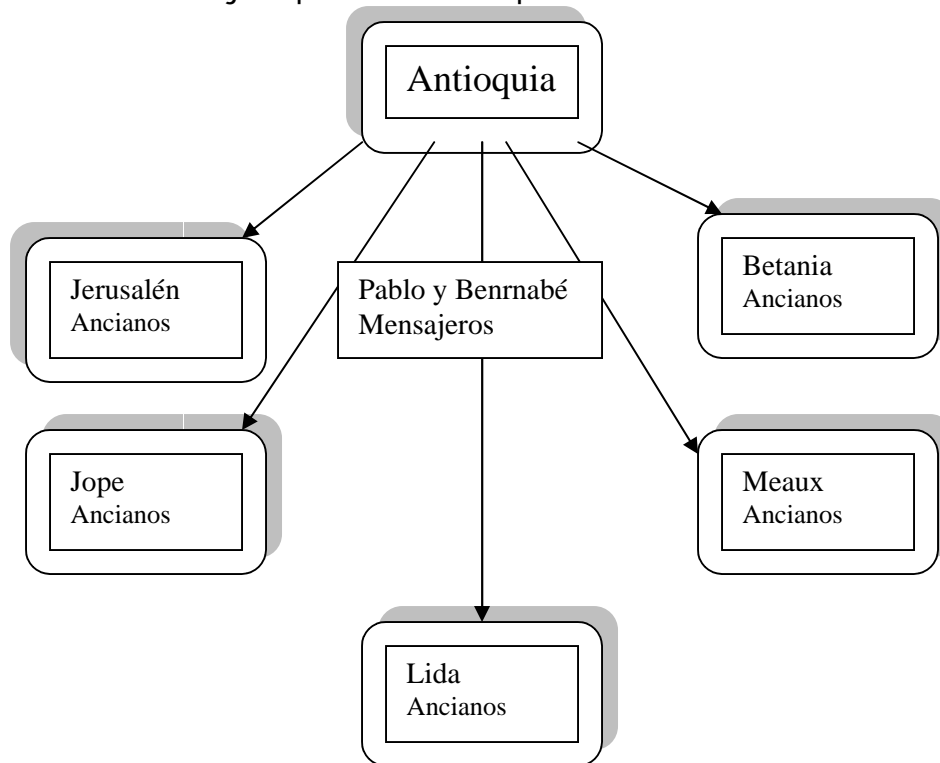 Antioquia
Jerusalén
Ancianos
Pablo y Benrnabé
Mensajeros
Betania
Ancianos
Jope
Ancianos
Meaux
Ancianos
Lida
Ancianos